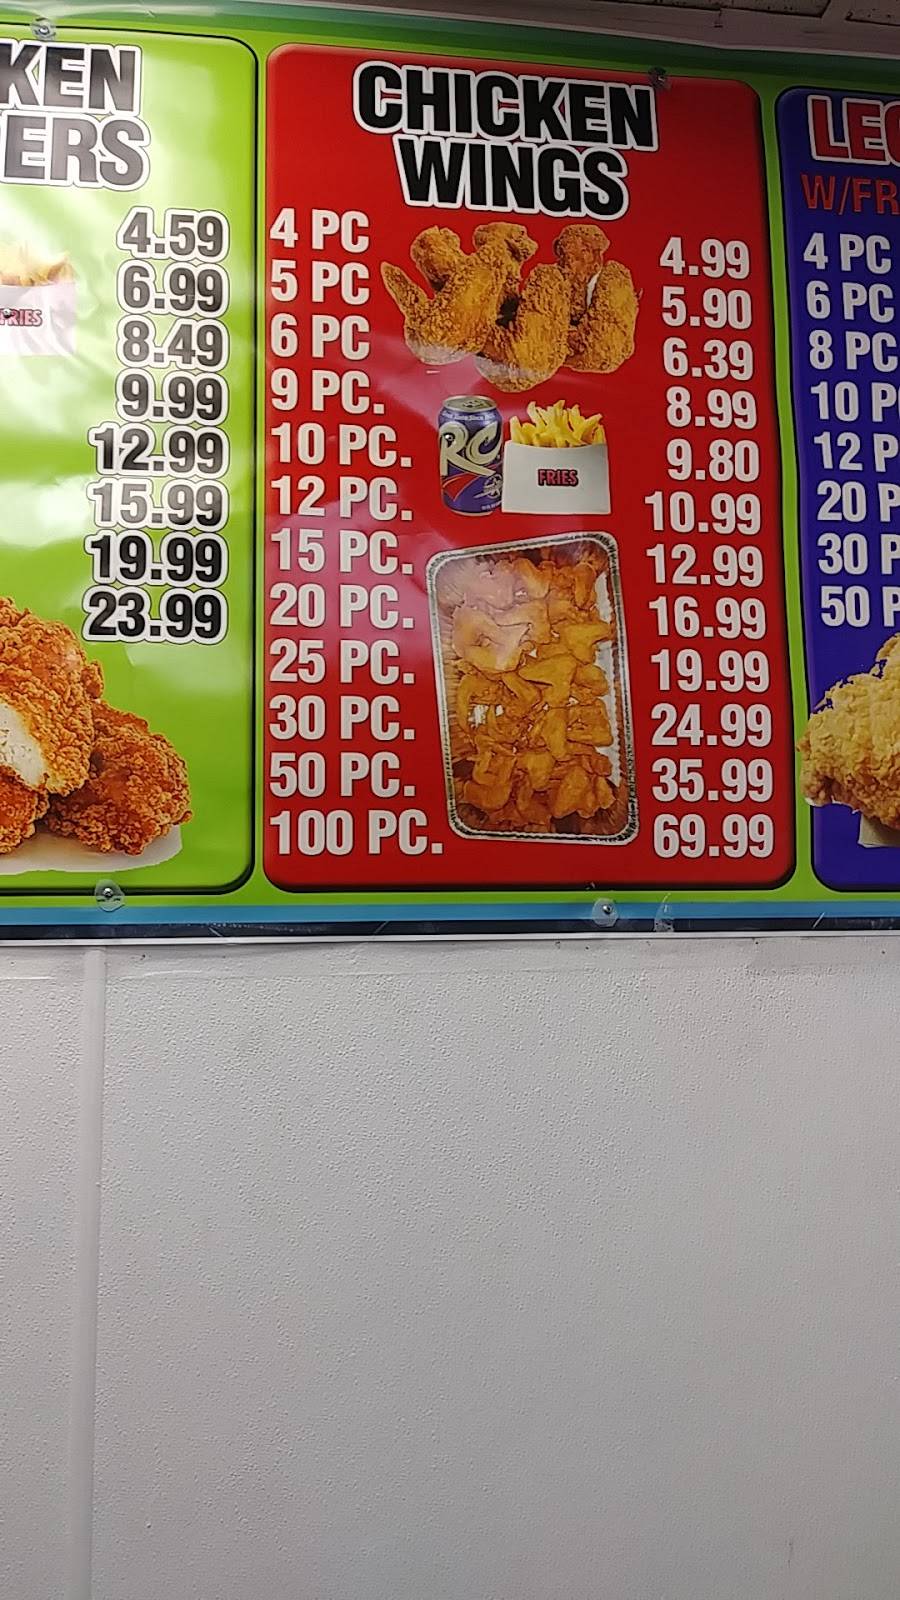 KEN
ERS
4.59
6.99
8.49
9.99
12.99
15.99
19.99
23.99
FRIES
CHICKEN
WINGS
4 PC 4.99
5 PC 5.90
6 PC 6.39
9 PC. 8.99
10 PC. 9.80
12 PC. 10.99
15 PC. 12.99
20 PC. 16.99
25 PC. 19.99
30 PC. 24.99
50 PC. 35.99
100 PC. 69.99
RC
FRIES
LEG
W/FR
4 PC
6 PC
8 PC
10 P
12 P
20 P
30 P
50 P